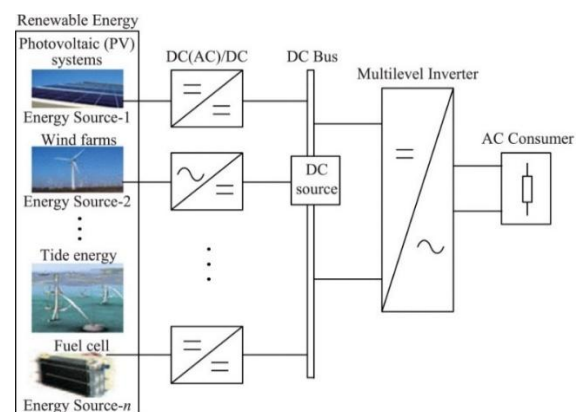 Renewable Energy
Photovoltaic (PV)
systems
Energy Source-1
Wind farms
Energy Source-2
Tide energy
Fuel cell
Energy Source-n
DC(AC)/DC
DC Bus
DC
source
Multilevel Inverter
AC Consumer